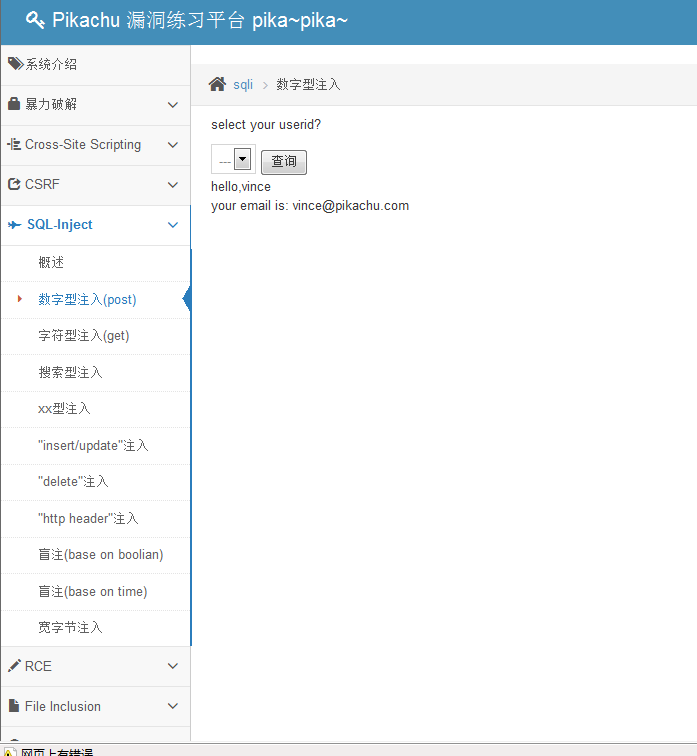 Pikachu 漏洞练习平台 pika~pika~
系统介绍
暴力破解
Cross-Site Scripting
CSRF
SQL-Inject
概述
数字型注入(post)
字符型注入(get)
搜索型注入
xx型注入
"insert/update"注入
"delete"注入
"http header"注入
盲注(base on boolian)
盲注(base on time)
宽字节注入
RCE
File Inclusion
sqli > 数字型注入
select your userid?
--- 查询
hello,vince
your email is: vince@pikachu.com
网页上有错误